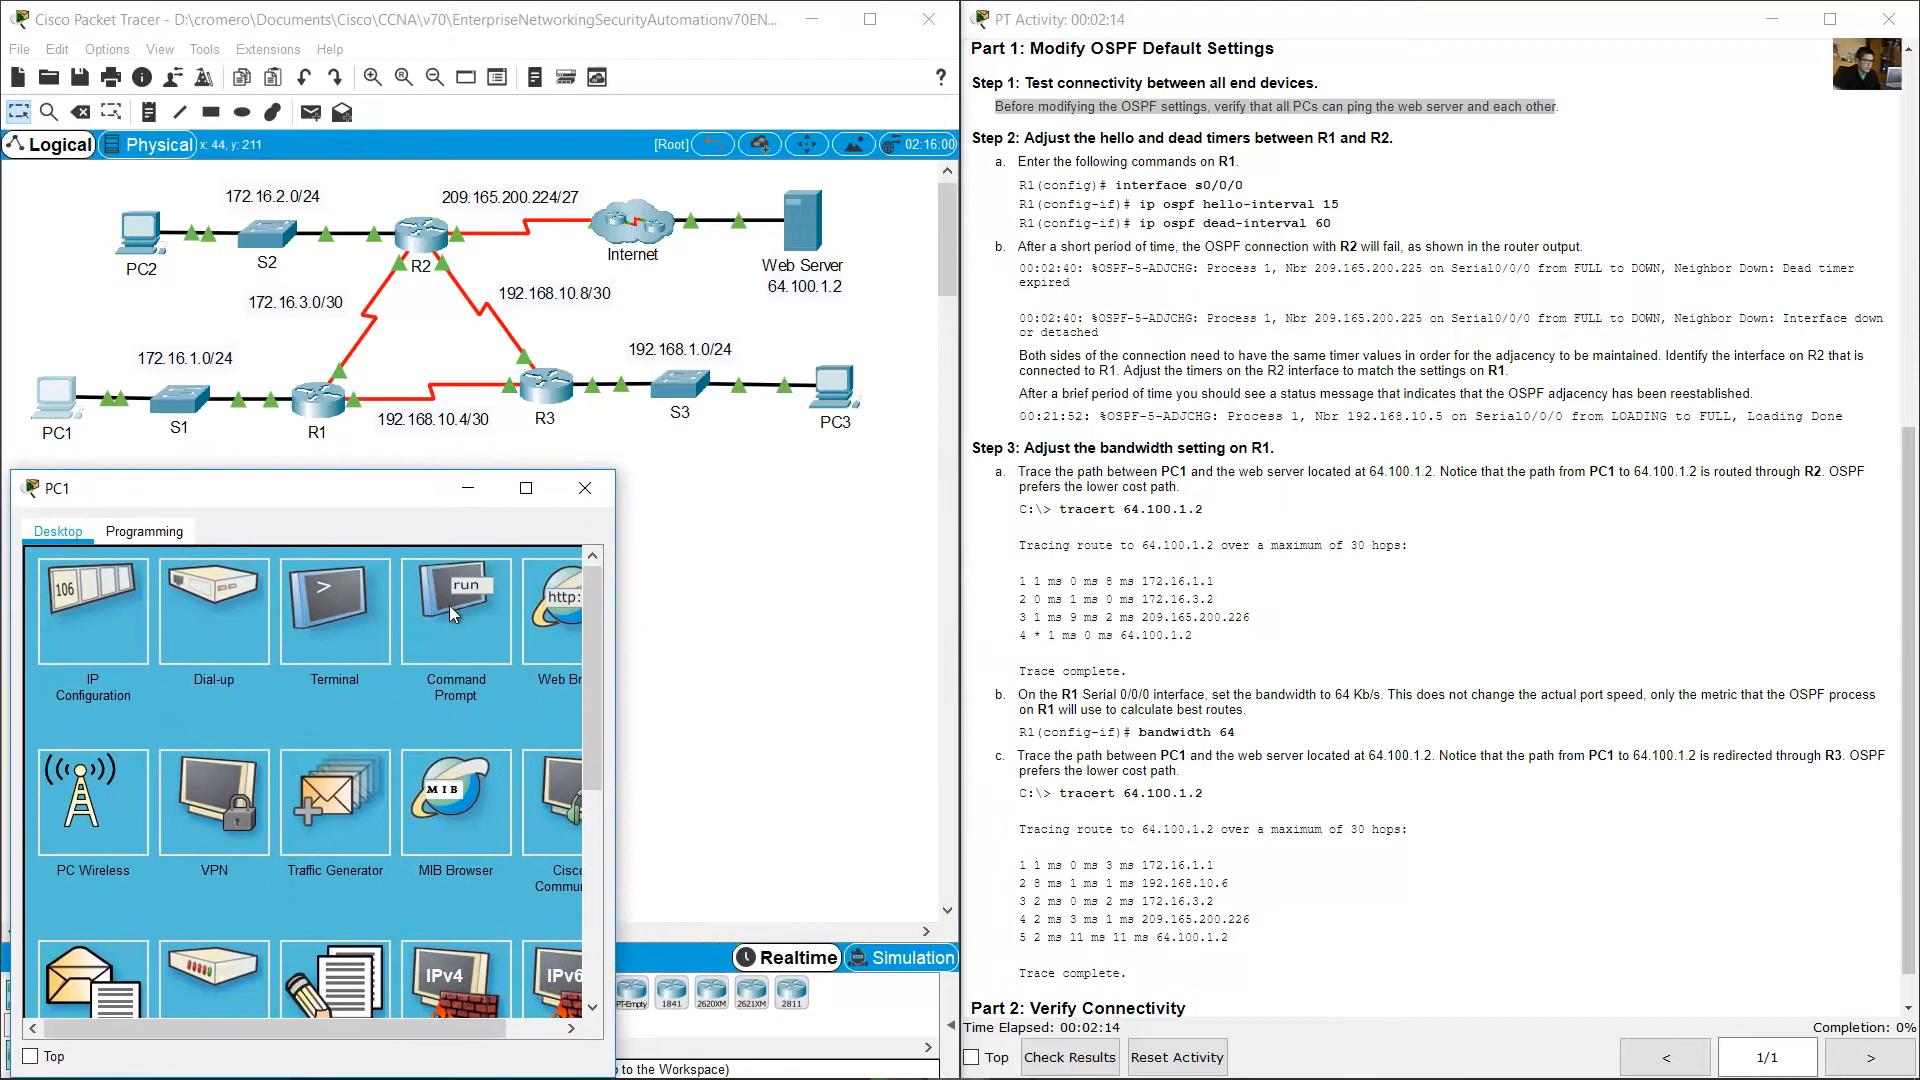 Cisco Packet Tracer - D:\cromero\Documents\Cisco\CCNA\v70\EnterpriseNetworkingSecurityAutomationv70EN...
File Edit Options View Tools Extensions Help
?
Logical Physical x: 44, y: 211
[Root] 02:16:00
172.16.2.0/24
209.165.200.224/27
PC2
S2
R2
Internet
Web Server
64.100.1.2
172.16.3.0/30
192.168.10.8/30
172.16.1.0/24
192.168.1.0/24
PC1
S1
R1
192.168.10.4/30
R3
S3
PC3
PC1
Desktop Programming
106
>
run
http:
IP
Configuration
Dial-up
Terminal
Command
Prompt
Web Br
MIB
PC Wireless
VPN
Traffic Generator
MIB Browser
Cisc
Commu
IPv4
IPv6
Top
Realtime Simulation
PT-Empty 1841 2620XM 2621XM 2811
to the Workspace)
PT Activity: 00:02:14
Part 1: Modify OSPF Default Settings
Step 1: Test connectivity between all end devices.
Before modifying the OSPF settings, verify that all PCs can ping the web server and each other.
Step 2: Adjust the hello and dead timers between R1 and R2.
a. Enter the following commands on R1.
R1(config)# interface s0/0/0
R1(config-if)# ip ospf hello-interval 15
R1(config-if)# ip ospf dead-interval 60
b. After a short period of time, the OSPF connection with R2 will fail, as shown in the router output.
00:02:40: %OSPF-5-ADJCHG: Process 1, Nbr 209.165.200.225 on Serial0/0/0 from FULL to DOWN, Neighbor Down: Dead timer
expired
00:02:40: %OSPF-5-ADJCHG: Process 1, Nbr 209.165.200.225 on Serial0/0/0 from FULL to DOWN, Neighbor Down: Interface down
or detached
Both sides of the connection need to have the same timer values in order for the adjacency to be maintained. Identify the interface on R2 that is
connected to R1. Adjust the timers on the R2 interface to match the settings on R1.
After a brief period of time you should see a status message that indicates that the OSPF adjacency has been reestablished.
00:21:52: %OSPF-5-ADJCHG: Process 1, Nbr 192.168.10.5 on Serial0/0/0 from LOADING to FULL, Loading Done
Step 3: Adjust the bandwidth setting on R1.
a. Trace the path between PC1 and the web server located at 64.100.1.2. Notice that the path from PC1 to 64.100.1.2 is routed through R2. OSPF
prefers the lower cost path.
C:\> tracert 64.100.1.2
Tracing route to 64.100.1.2 over a maximum of 30 hops:
1 1 ms 0 ms 8 ms 172.16.1.1
2 0 ms 1 ms 0 ms 172.16.3.2
3 1 ms 9 ms 2 ms 209.165.200.226
4 * 1 ms 0 ms 64.100.1.2
Trace complete.
b. On the R1 Serial 0/0/0 interface, set the bandwidth to 64 Kb/s. This does not change the actual port speed, only the metric that the OSPF process
on R1 will use to calculate best routes.
R1(config-if)# bandwidth 64
c. Trace the path between PC1 and the web server located at 64.100.1.2. Notice that the path from PC1 to 64.100.1.2 is redirected through R3. OSPF
prefers the lower cost path.
C:\> tracert 64.100.1.2
Tracing route to 64.100.1.2 over a maximum of 30 hops:
1 1 ms 0 ms 3 ms 172.16.1.1
2 8 ms 1 ms 1 ms 192.168.10.6
3 2 ms 0 ms 2 ms 172.16.3.2
4 2 ms 3 ms 1 ms 209.165.200.226
5 2 ms 11 ms 11 ms 64.100.1.2
Trace complete.
Part 2: Verify Connectivity
Time Elapsed: 00:02:14 Completion: 0%
Top Check Results Reset Activity < 1/1 >